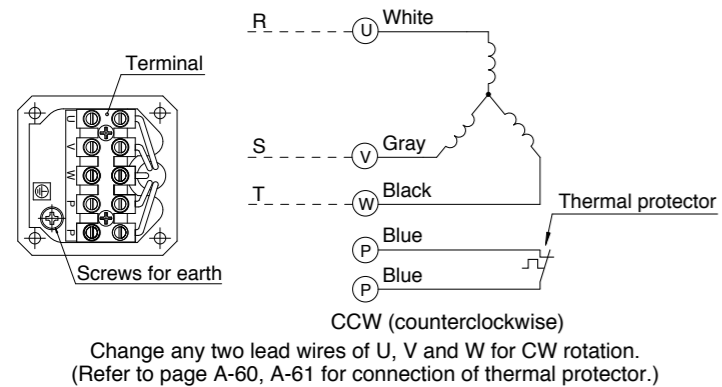 Terminal
U
V
W
P
P
Screws for earth
R
U
White
S
V
Gray
T
W
Black
P
Blue
P
Blue
Thermal protector
CCW (counterclockwise)
Change any two lead wires of U, V and W for CW rotation.
(Refer to page A-60, A-61 for connection of thermal protector.)